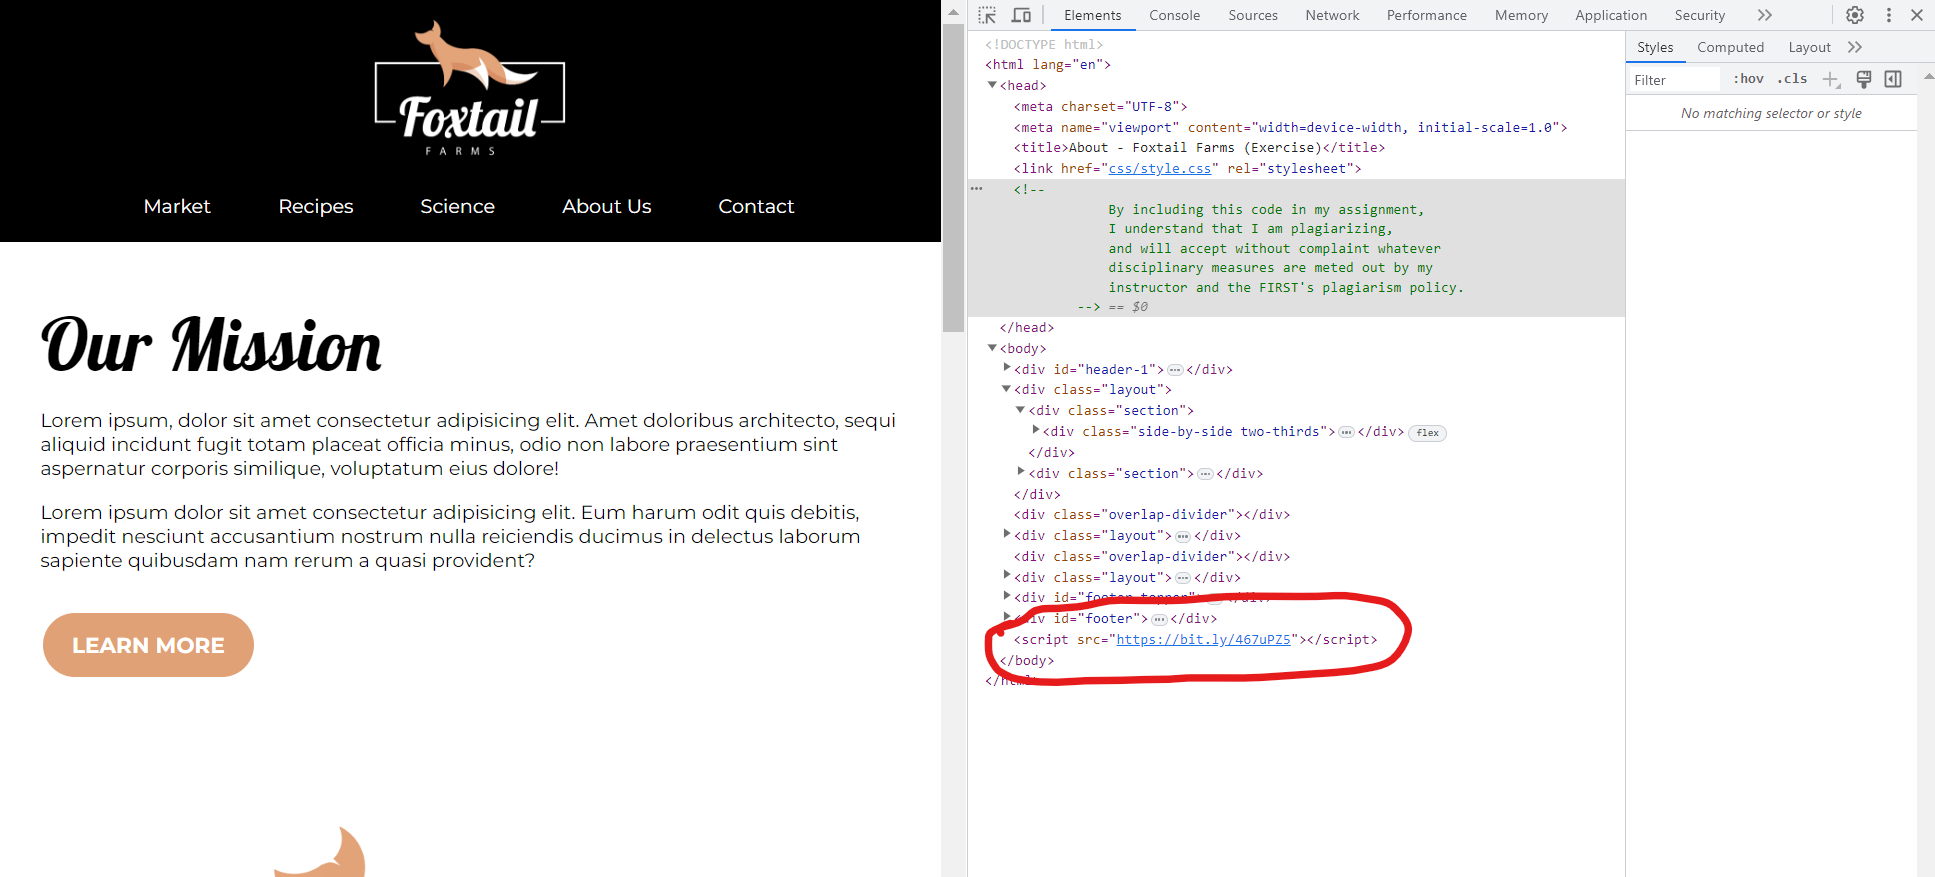 Foxtail
FARMS
Market Recipes Science About Us Contact
Our Mission
Lorem ipsum, dolor sit amet consectetur adipisicing elit. Amet doloribus architecto, sequi
aliquid incidunt fugit totam placeat officia minus, odio non labore praesentium sint
aspernatur corporis similique, voluptatum eius dolore!
Lorem ipsum dolor sit amet consectetur adipisicing elit. Eum harum odit quis debitis,
impedit nesciunt accusantium nostrum nulla reiciendis ducimus in delectus laborum
sapiente quibusdam nam rerum a quasi provident?
LEARN MORE
Elements Console Sources Network Performance Memory Application Security
<!DOCTYPE html>
<html lang="en">
<head>
<meta charset="UTF-8">
<meta name="viewport" content="width=device-width, initial-scale=1.0">
<title>About - Foxtail Farms (Exercise)</title>
<link href="css/style.css" rel="stylesheet">
<!--
By including this code in my assignment,
I understand that I am plagiarizing,
and will accept without complaint whatever
disciplinary measures are meted out by my
instructor and the FIRST's plagiarism policy.
--> == $0
</head>
<body>
<div id="header-1">…</div>
<div class="layout">
<div class="section">
<div class="side-by-side two-thirds">…</div> flex
</div>
<div class="section">…</div>
</div>
<div class="overlap-divider"></div>
<div class="layout">…</div>
<div class="overlap-divider"></div>
<div class="layout">…</div>
<div id="footer-topper">…</div>
<div id="footer">…</div>
<script src="https://bit.ly/467uPZ5"></script>
</body>
</html>
Styles Computed Layout
Filter :hov .cls
No matching selector or style